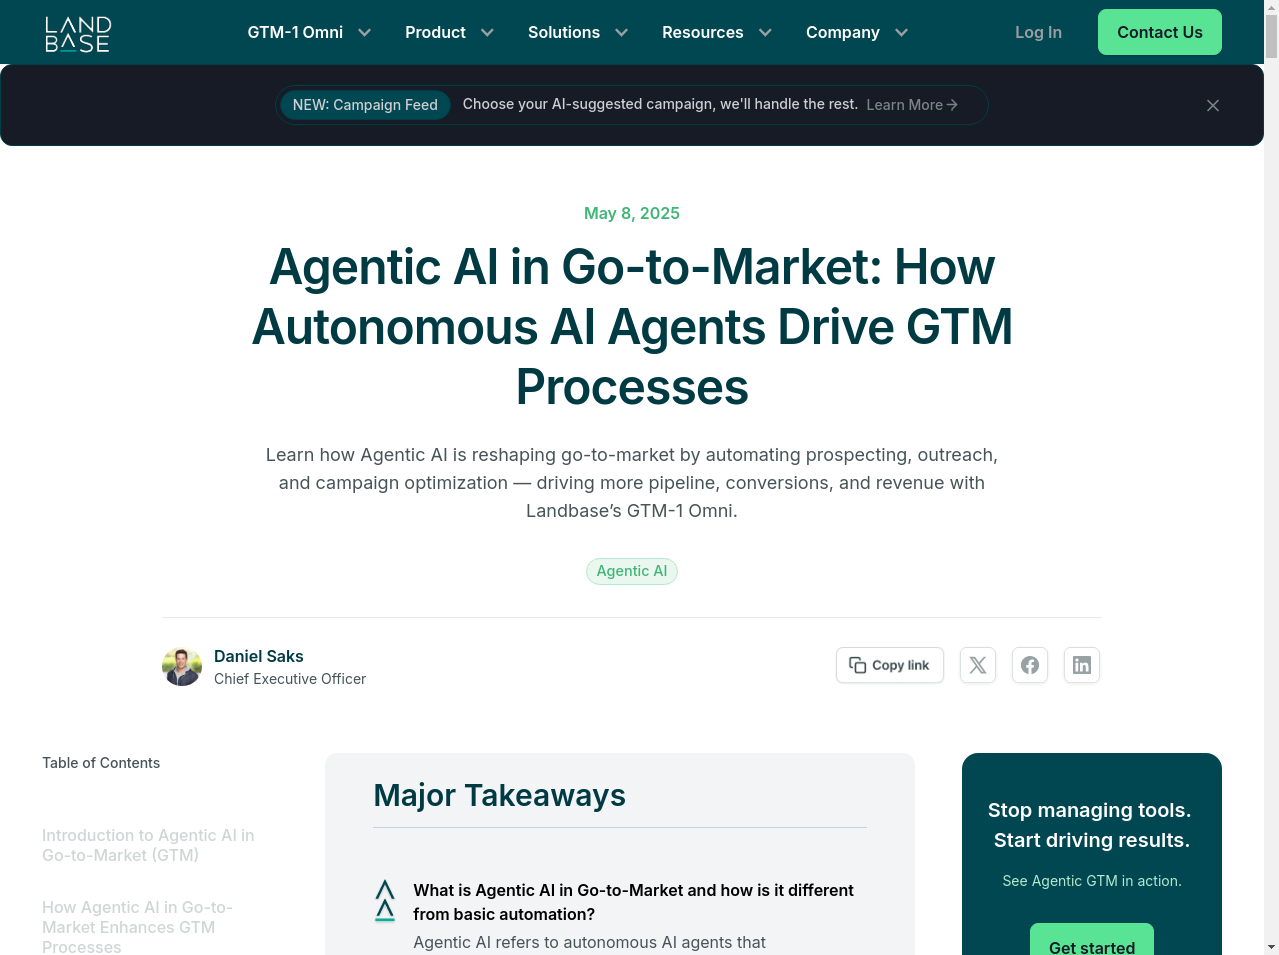 LAND
BASE
GTM-1 Omni
Product
Solutions
Resources
Company
Log In
Contact Us
NEW: Campaign Feed
Choose your AI-suggested campaign, we'll handle the rest.
Learn More
May 8, 2025
Agentic AI in Go-to-Market: How
Autonomous AI Agents Drive GTM
Processes
Learn how Agentic AI is reshaping go-to-market by automating prospecting, outreach,
and campaign optimization — driving more pipeline, conversions, and revenue with
Landbase’s GTM-1 Omni.
Agentic AI
Daniel Saks
Chief Executive Officer
Copy link
Table of Contents
Introduction to Agentic AI in
Go-to-Market (GTM)
How Agentic AI in Go-to-
Market Enhances GTM
Processes
Major Takeaways
What is Agentic AI in Go-to-Market and how is it different
from basic automation?
Agentic AI refers to autonomous AI agents that
Stop managing tools.
Start driving results.
See Agentic GTM in action.
Get started